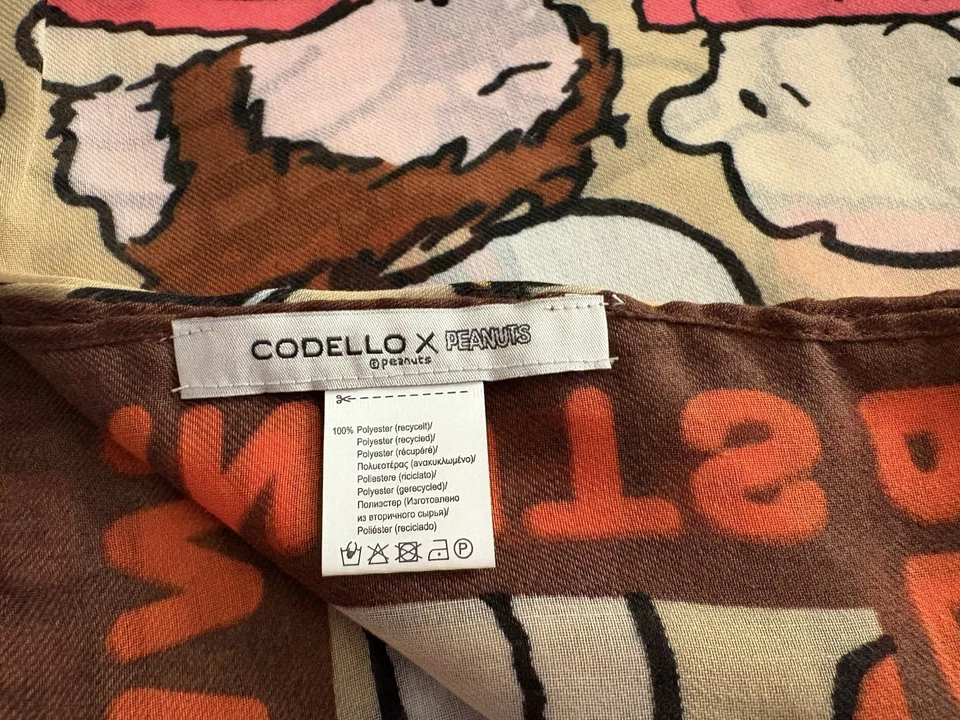 CODELLO X PEANUTS
©peanuts
100% Polyester (recycelt)/
Polyester (recycled)/
Polyester (récupéré)/
Πολυεστέρας (ανακυκλωμένο)/
Poliestere (riciclato)/
Polyester (gerecycled)/
Полиэстер (Изготовлено
из вторичного сырья)/
Poliéster (reciclado)
P